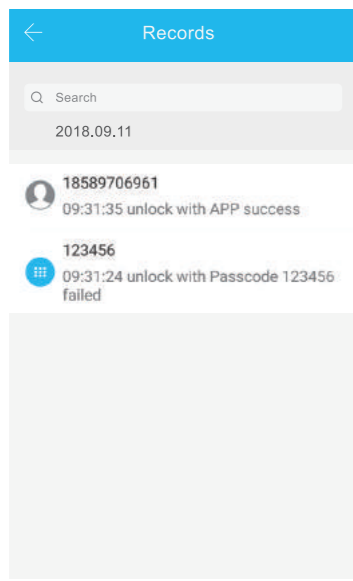 Records
Search
2018.09.11
18589706961
09:31:35 unlock with APP success
123456
09:31:24 unlock with Passcode 123456
failed